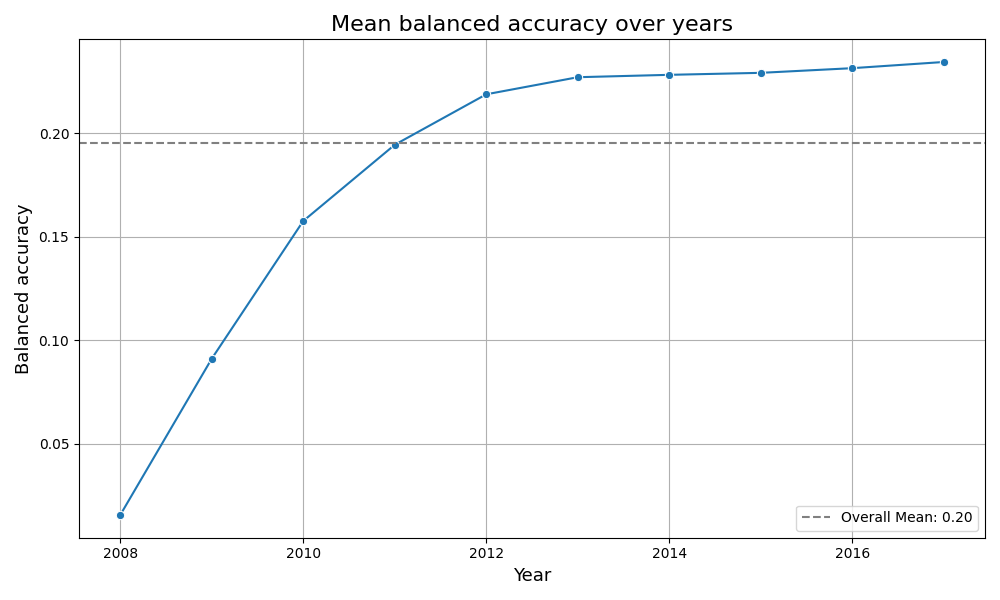 Mean balanced accuracy over years
Balanced accuracy
0.20
0.15
0.10
0.05
Overall Mean: 0.20
2008
2010
2012
2014
2016
Year